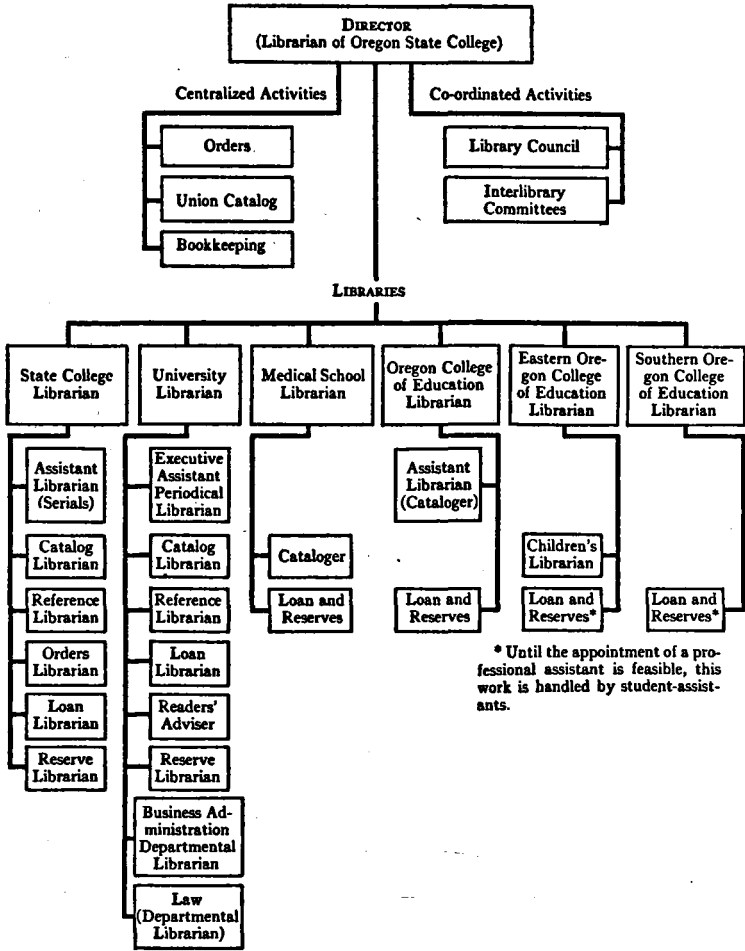 DIRECTOR
(Librarian of Oregon State College)
Centralized Activities
Co-ordinated Activities
Orders
Union Catalog
Bookkeeping
Library Council
Interlibrary
Committees
LIBRARIES
State College
Librarian
University
Librarian
Medical School
Librarian
Oregon College
of Education
Librarian
Eastern Ore-
gon College
of Education
Librarian
Southern Ore-
gon College
of Education
Librarian
Assistant
Librarian
(Serials)
Catalog
Librarian
Reference
Librarian
Orders
Librarian
Loan
Librarian
Reserve
Librarian
Executive
Assistant
Periodical
Librarian
Catalog
Librarian
Reference
Librarian
Loan
Librarian
Readers'
Adviser
Reserve
Librarian
Business Ad-
ministration
Departmental
Librarian
Law
(Departmental
Librarian)
Cataloger
Loan and
Reserves
Assistant
Librarian
(Cataloger)
Loan and
Reserves
Children's
Librarian
Loan and
Reserves*
Loan and
Reserves*
* Until the appointment of a pro-
fessional assistant is feasible, this
work is handled by student-assist-
ants.